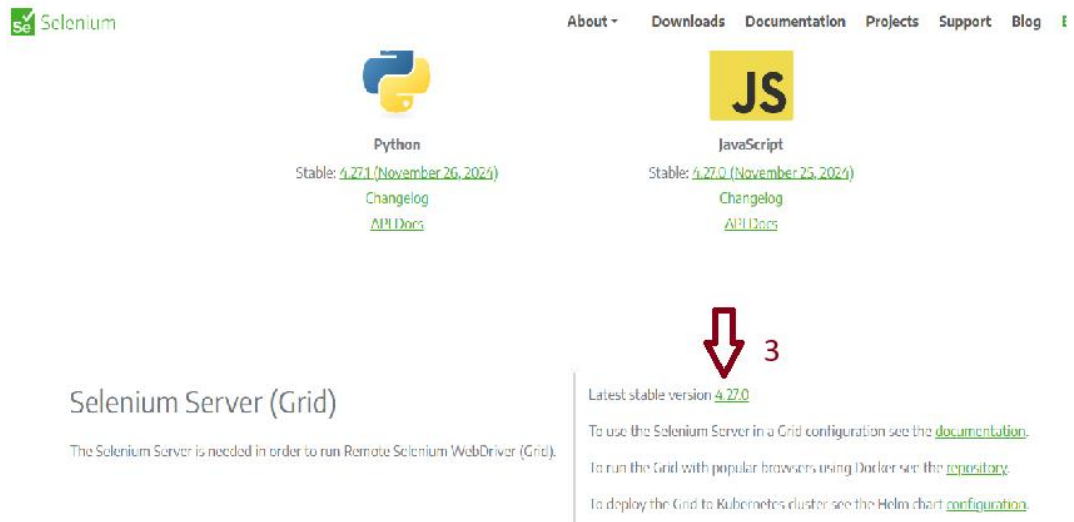 Se Selenium
About Downloads Documentation Projects Support Blog
JS
Python
JavaScript
Stable: 4.27.1 (November 26, 2024)
Stable: 4.27.0 (November 25, 2024)
Changelog
Changelog
API Docs
API Docs
3
Selenium Server (Grid)
The Selenium Server is needed in order to run Remote Selenium WebDriver (Grid).
Latest stable version 4.27.0
To use the Selenium Server in a Grid configuration see the documentation.
To run the Grid with popular browsers using Docker see the repository.
To deploy the Grid to Kubernetes cluster see the Helm chart configuration.